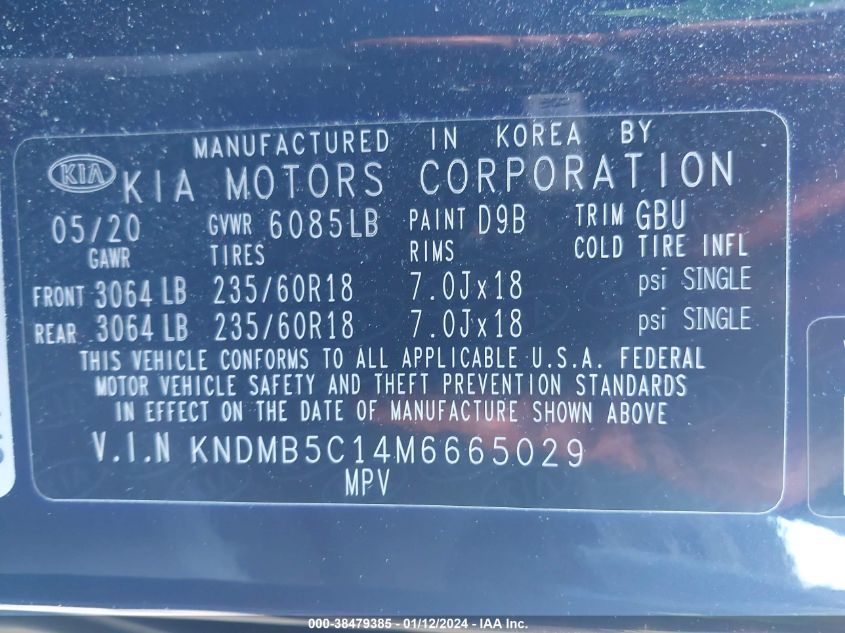 MANUFACTURED IN KOREA BY
KIA KIA MOTORS CORPORATION
05/20 GVWR 6085LB PAINT D9B TRIM GBU
GAWR TIRES RIMS COLD TIRE INFL
FRONT 3064 LB 235/60R18 7.0Jx18 psi SINGLE
REAR 3064 LB 235/60R18 7.0Jx18 psi SINGLE
THIS VEHICLE CONFORMS TO ALL APPLICABLE U.S.A. FEDERAL
MOTOR VEHICLE SAFETY AND THEFT PREVENTION STANDARDS
IN EFFECT ON THE DATE OF MANUFACTURE SHOWN ABOVE
V.I.N KNDMB5C14M6665029
MPV
000-38479385 - 01/12/2024 - IAA Inc.